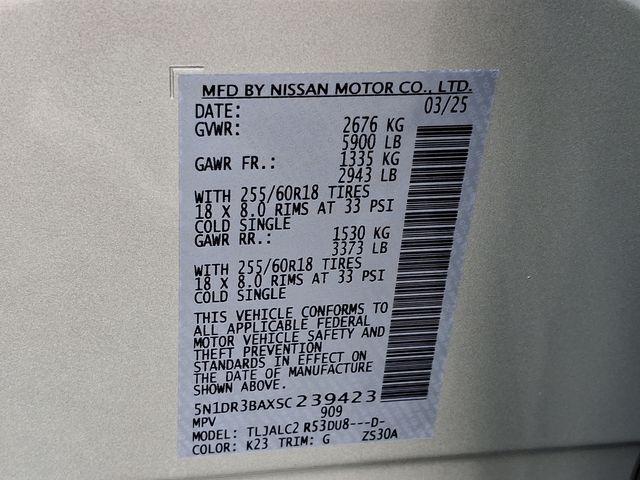 MFD BY NISSAN MOTOR CO., LTD.
DATE: 03/25
GVWR: 2676 KG
5900 LB
GAWR FR.: 1335 KG
2943 LB
WITH 255/60R18 TIRES
18 X 8.0 RIMS AT 33 PSI
COLD SINGLE
GAWR RR.: 1530 KG
3373 LB
WITH 255/60R18 TIRES
18 X 8.0 RIMS AT 33 PSI
COLD SINGLE
THIS VEHICLE CONFORMS TO
ALL APPLICABLE FEDERAL
MOTOR VEHICLE SAFETY AND
THEFT PREVENTION
STANDARDS IN EFFECT ON
THE DATE OF MANUFACTURE
SHOWN ABOVE.
5N1DR3BAXSC239423
MPV 909
MODEL: TLJALC2 R53DU8---D-
COLOR: K23 TRIM: G ZS30A